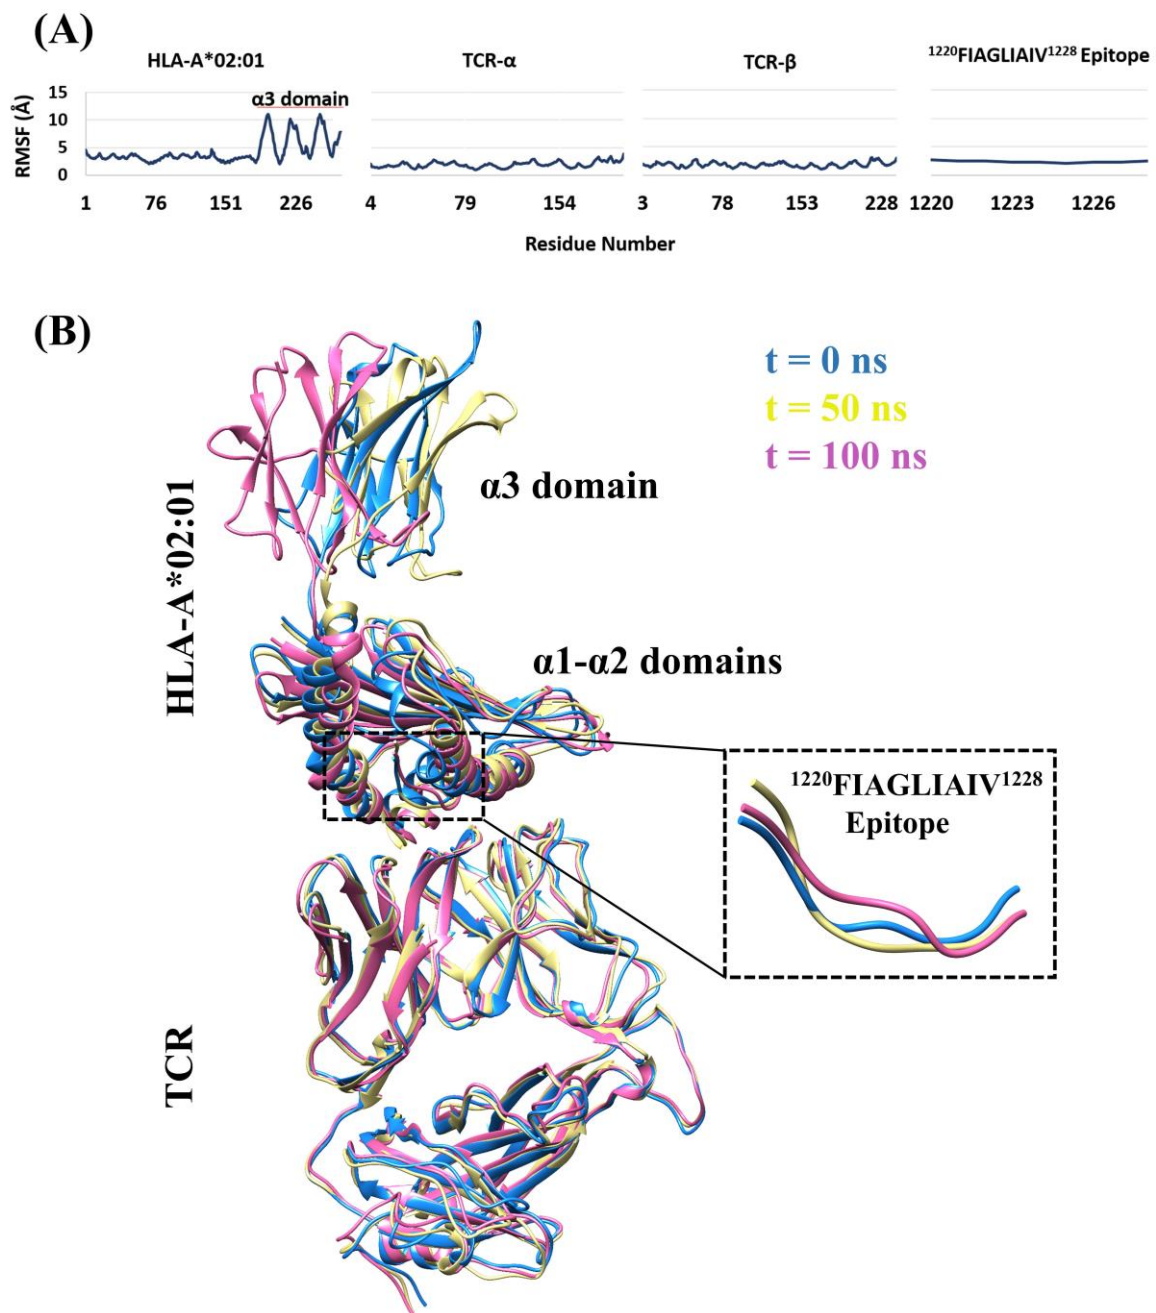 (A)
HLA-A*02:01
TCR-α
TCR-β
1220FIAGLIAIV1228 Epitope
RMSF (Å)
15
10
5
0
α3 domain
1 76 151 226
4 79 154
3 78 153 228
1220 1223 1226
Residue Number
(B)
t = 0 ns
t = 50 ns
t = 100 ns
α3 domain
HLA-A*02:01
α1-α2 domains
1220FIAGLIAIV1228
Epitope
TCR